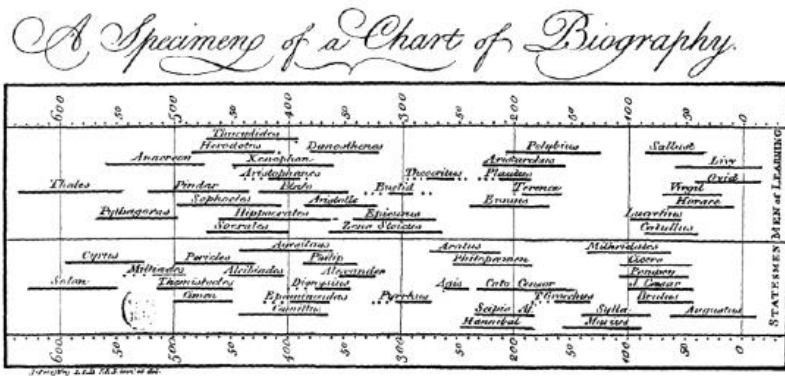 A Specimen of a Chart of Biography.
600 50 500 50 400 50 300 50 200 50 100 50 0
Thucydides
Herodotus Demosthenes Polybius Sallust
Anacreon Xenophon Aristarchus Livy
Aristophanes Theocritus Plautus Ovid
Thales Pindar Plato Euclid Terence Virgil
Sophocles Aristotle Ennius Horace
Pythagoras Hippocrates Epicurus Lucretius
Socrates Zeno Stoicus Catullus
MEN of LEARNING
Agesilaus Aratus Mithridates
Cyrus Pericles Philip Philopæmen Cicero
Miltiades Alcibiades Alexander Pompey
Solon Themistocles Dionysius Agis Cato Censor J. Cæsar
Cimon Epaminondas Pyrrhus T. Gracchus Brutus
Camillus Scipio Af. Sylla Augustus
Hannibal Marius
STATESMEN
600 50 500 50 400 50 300 50 200 50 100 50 0